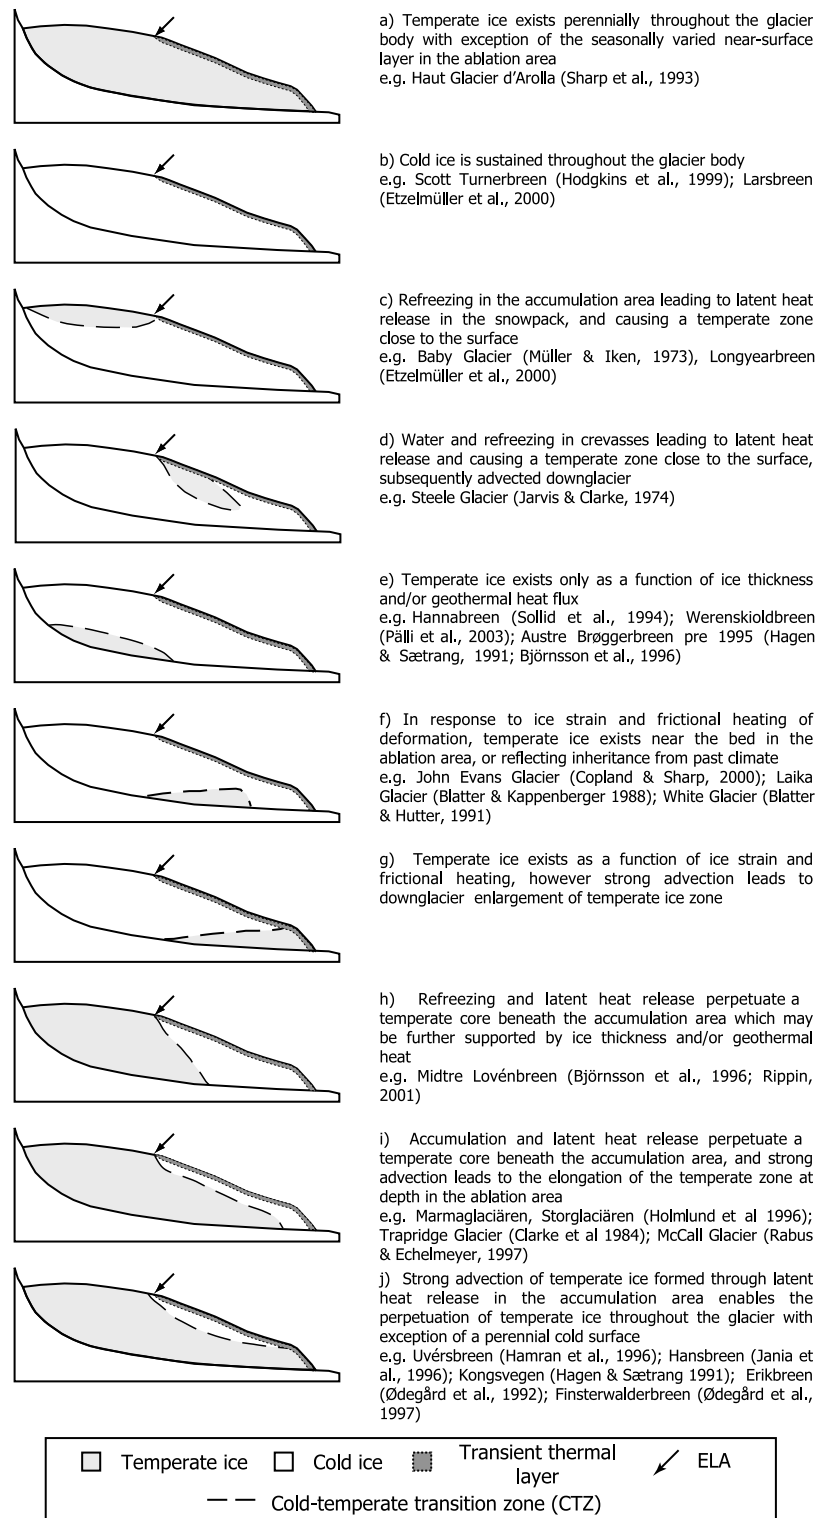 a) Temperate ice exists perennially throughout the glacier
body with exception of the seasonally varied near-surface
layer in the ablation area
e.g. Haut Glacier d'Arolla (Sharp et al., 1993)
b) Cold ice is sustained throughout the glacier body
e.g. Scott Turnerbreen (Hodgkins et al., 1999); Larsbreen
(Etzelmüller et al., 2000)
c) Refreezing in the accumulation area leading to latent heat
release in the snowpack, and causing a temperate zone
close to the surface
e.g. Baby Glacier (Müller & Iken, 1973), Longyearbreen
(Etzelmüller et al., 2000)
d) Water and refreezing in crevasses leading to latent heat
release and causing a temperate zone close to the surface,
subsequently advected downglacier
e.g. Steele Glacier (Jarvis & Clarke, 1974)
e) Temperate ice exists only as a function of ice thickness
and/or geothermal heat flux
e.g. Hannabreen (Sollid et al., 1994); Werenskioldbreen
(Pälli et al., 2003); Austre Brøggerbreen pre 1995 (Hagen
& Sætrang, 1991; Björnsson et al., 1996)
f) In response to ice strain and frictional heating of
deformation, temperate ice exists near the bed in the
ablation area, or reflecting inheritance from past climate
e.g. John Evans Glacier (Copland & Sharp, 2000); Laika
Glacier (Blatter & Kappenberger 1988); White Glacier (Blatter
& Hutter, 1991)
g) Temperate ice exists as a function of ice strain and
frictional heating, however strong advection leads to
downglacier enlargement of temperate ice zone
h) Refreezing and latent heat release perpetuate a
temperate core beneath the accumulation area which may
be further supported by ice thickness and/or geothermal
heat
e.g. Midtre Lovénbreen (Björnsson et al., 1996; Rippin,
2001)
i) Accumulation and latent heat release perpetuate a
temperate core beneath the accumulation area, and strong
advection leads to the elongation of the temperate zone at
depth in the ablation area
e.g. Marmaglaciären, Storglaciären (Holmlund et al 1996);
Trapridge Glacier (Clarke et al 1984); McCall Glacier (Rabus
& Echelmeyer, 1997)
j) Strong advection of temperate ice formed through latent
heat release in the accumulation area enables the
perpetuation of temperate ice throughout the glacier with
exception of a perennial cold surface
e.g. Uvérsbreen (Hamran et al., 1996); Hansbreen (Jania et
al., 1996); Kongsvegen (Hagen & Sætrang 1991); Erikbreen
(Ødegård et al., 1992); Finsterwalderbreen (Ødegård et al.,
1997)
Temperate ice Cold ice Transient thermal
layer ELA
Cold-temperate transition zone (CTZ)